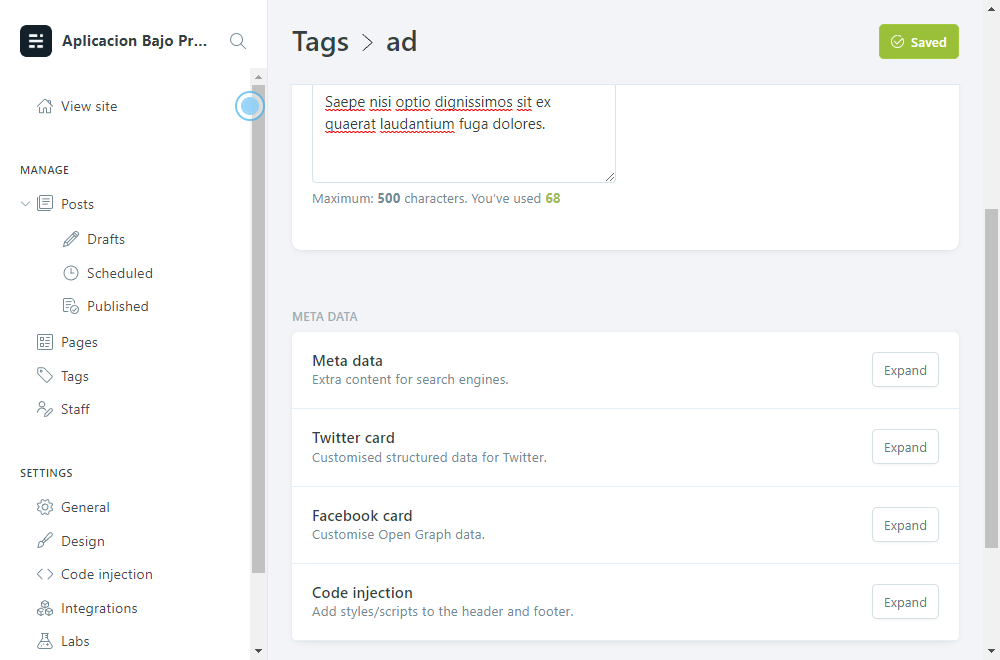 Aplicacion Bajo Pr...
View site
MANAGE
Posts
Drafts
Scheduled
Published
Pages
Tags
Staff
SETTINGS
General
Design
Code injection
Integrations
Labs
Tags > ad
Saved
Saepe nisi optio dignissimos sit ex
quaerat laudantium fuga dolores.
Maximum: 500 characters. You've used 68
META DATA
Meta data
Extra content for search engines.
Expand
Twitter card
Customised structured data for Twitter.
Expand
Facebook card
Customise Open Graph data.
Expand
Code injection
Add styles/scripts to the header and footer.
Expand